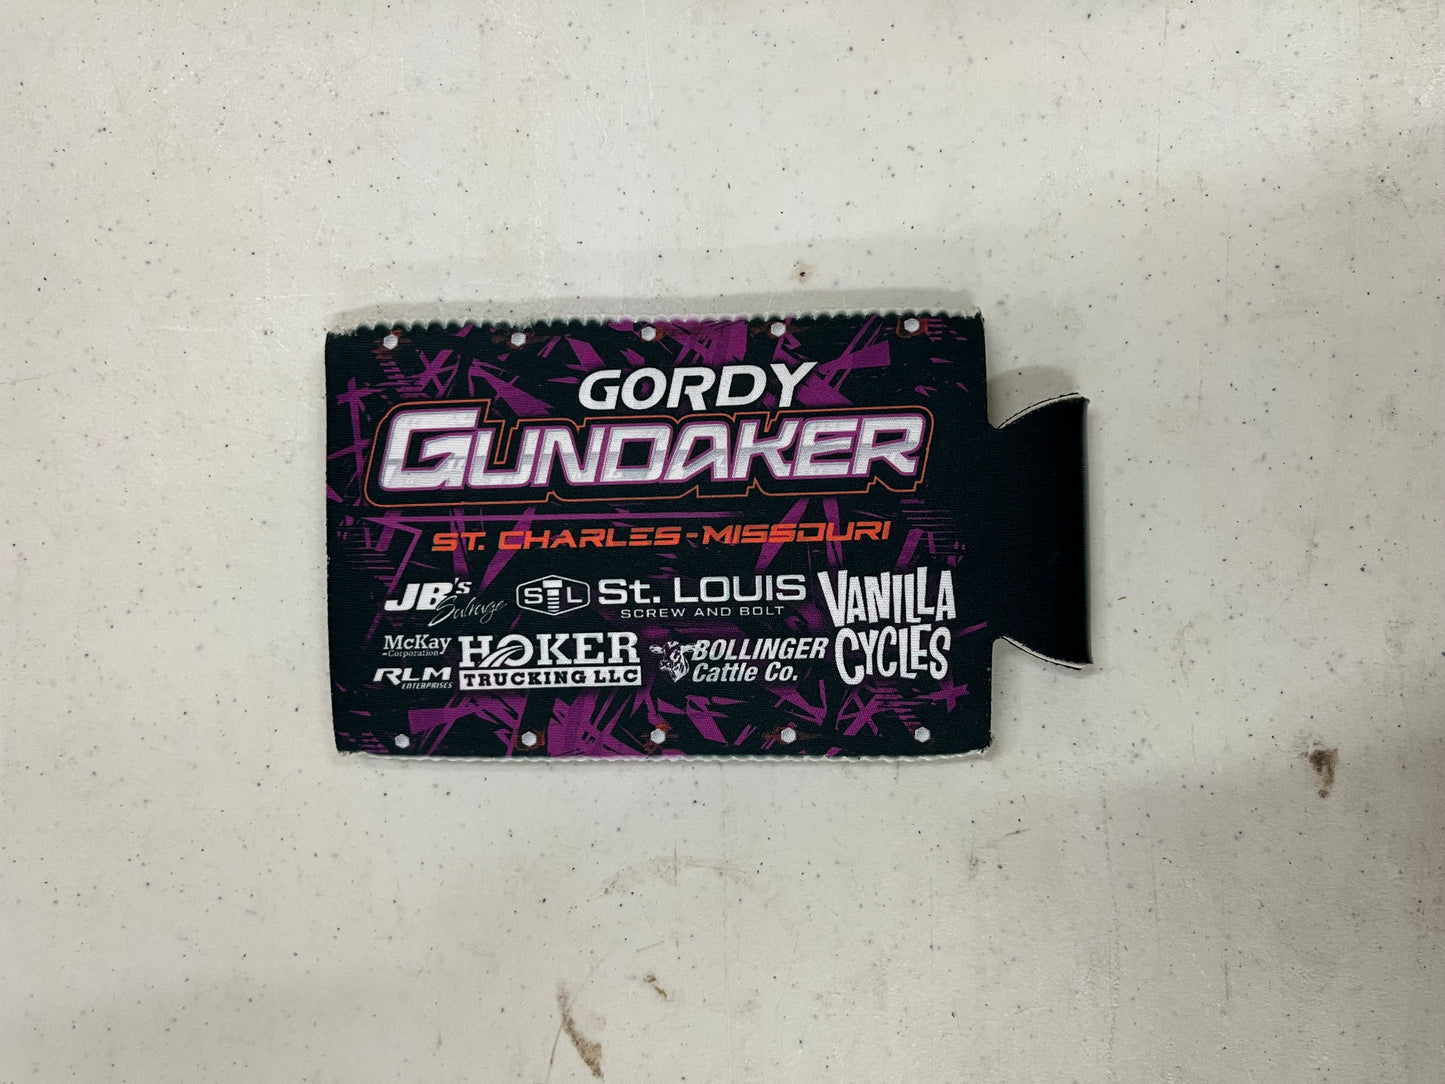 GORDY
GUNDAKER
ST. CHARLES-MISSOURI
JB's
Salvage
STL
St. LOUIS
SCREW AND BOLT
VANILLA
CYCLES
McKay
Corporation
RLM
ENTERPRISES
HOKER
TRUCKING LLC
BOLLINGER
Cattle Co.